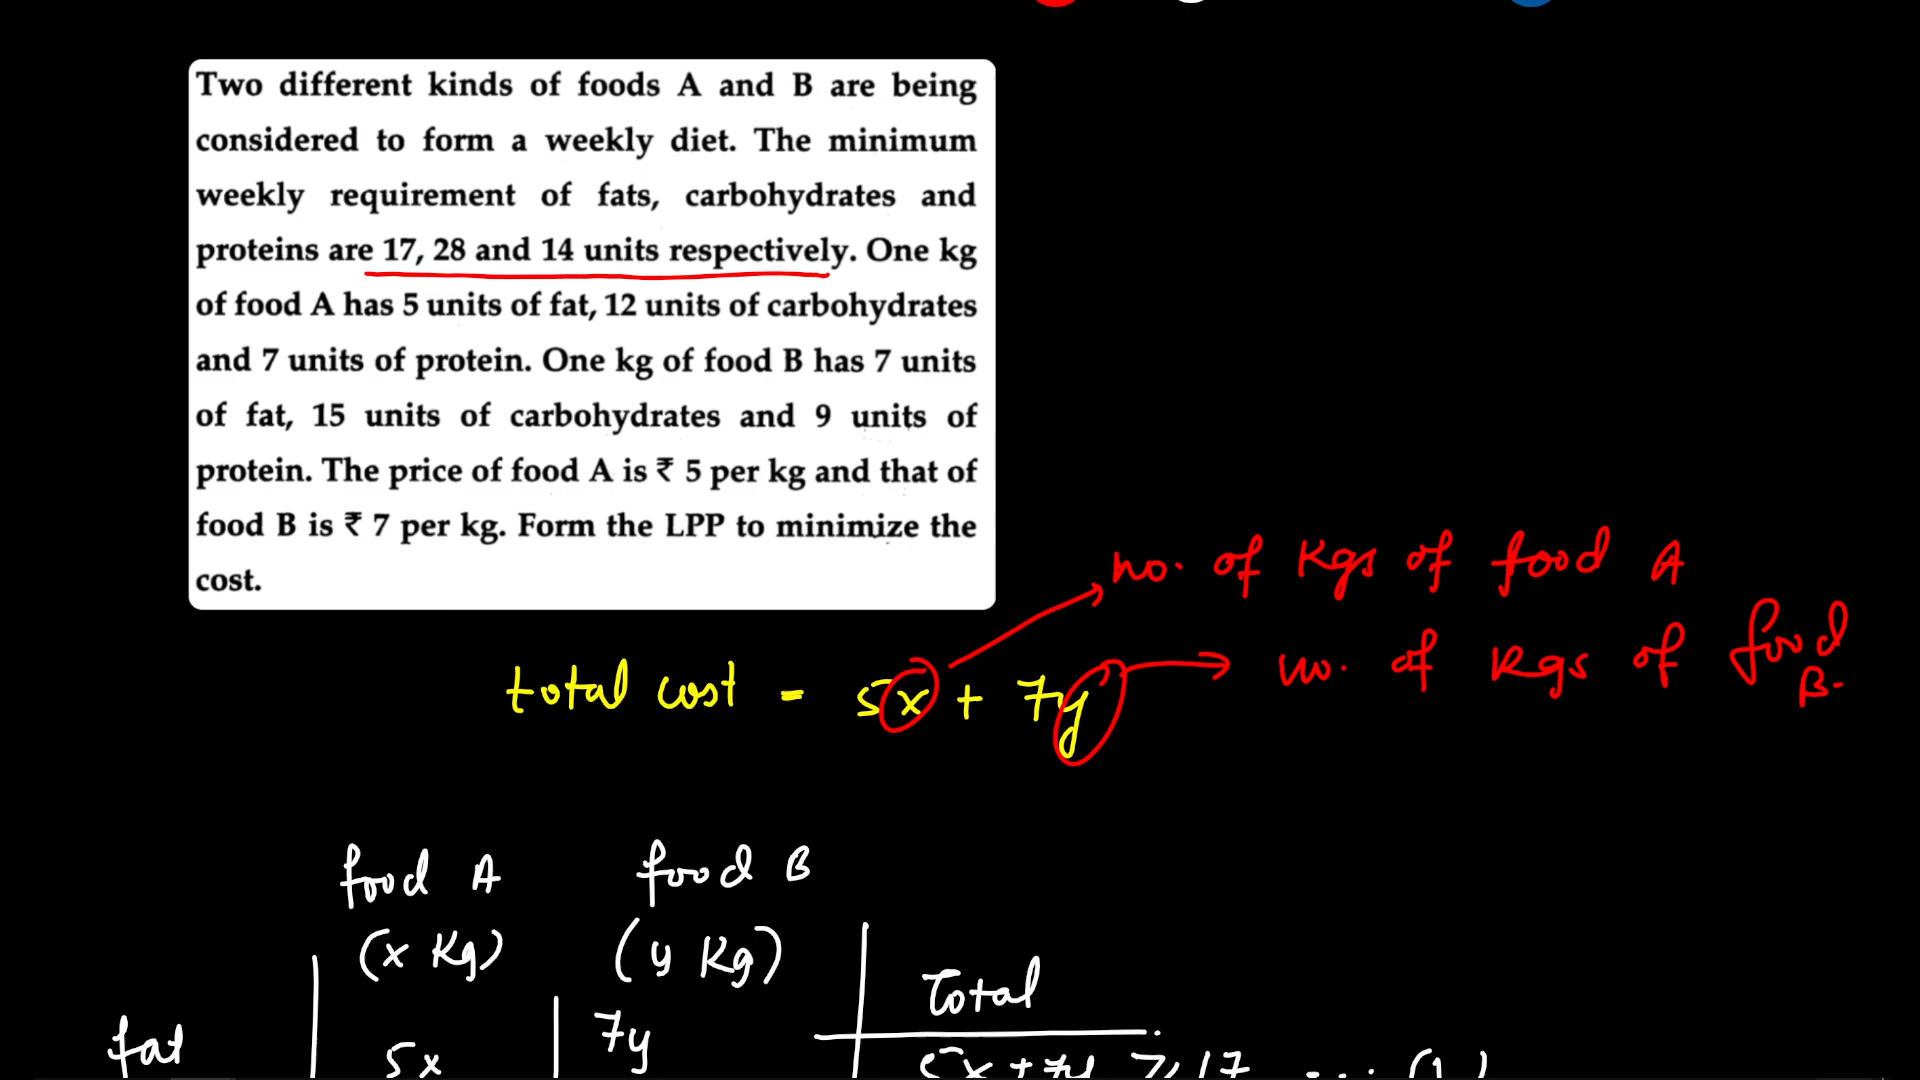 Two different kinds of foods A and B are being
considered to form a weekly diet. The minimum
weekly requirement of fats, carbohydrates and
proteins are 17, 28 and 14 units respectively. One kg
of food A has 5 units of fat, 12 units of carbohydrates
and 7 units of protein. One kg of food B has 7 units
of fat, 15 units of carbohydrates and 9 units of
protein. The price of food A is ₹ 5 per kg and that of
food B is ₹ 7 per kg. Form the LPP to minimize the
cost.
no. of Kgs of food A
total cost = 5x + 7y
no. of Kgs of food
B.
food A food B
(x Kg) (y Kg)
Total
fat 5x 7y
5x + 7y ≥ 17 ... (1)